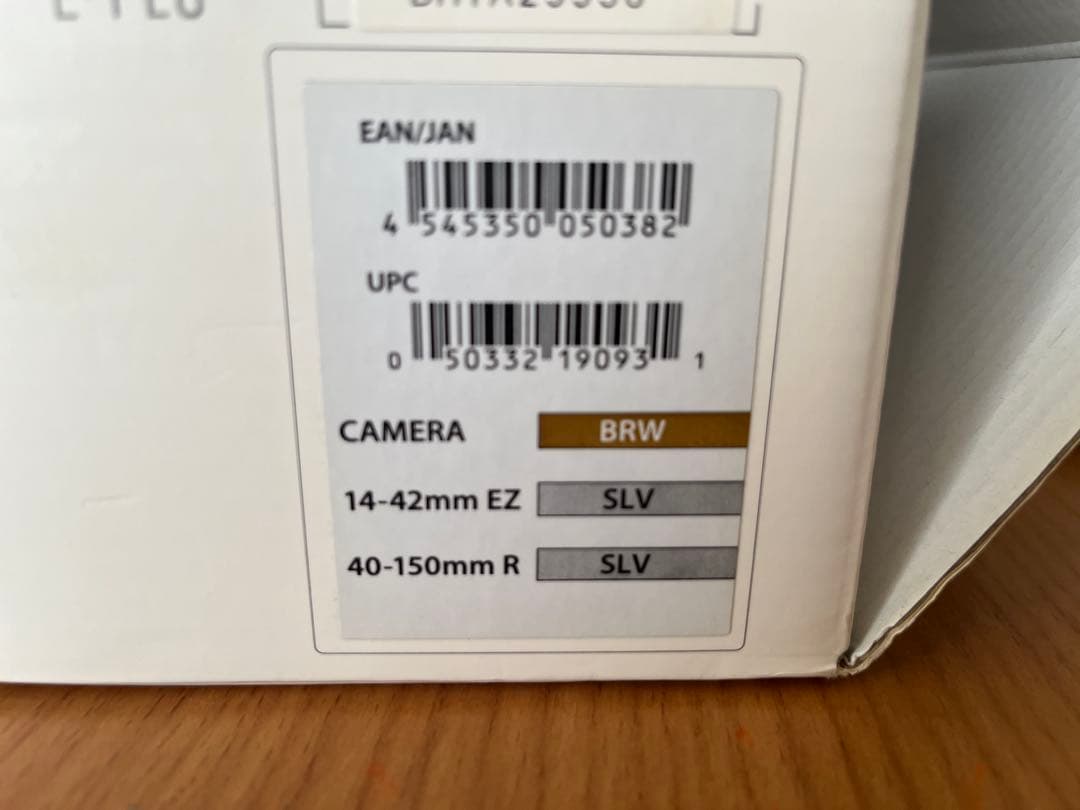 EAN/JAN
4 545350 050382
UPC
0 50332 19093 1
CAMERA BRW
14-42mm EZ SLV
40-150mm R SLV